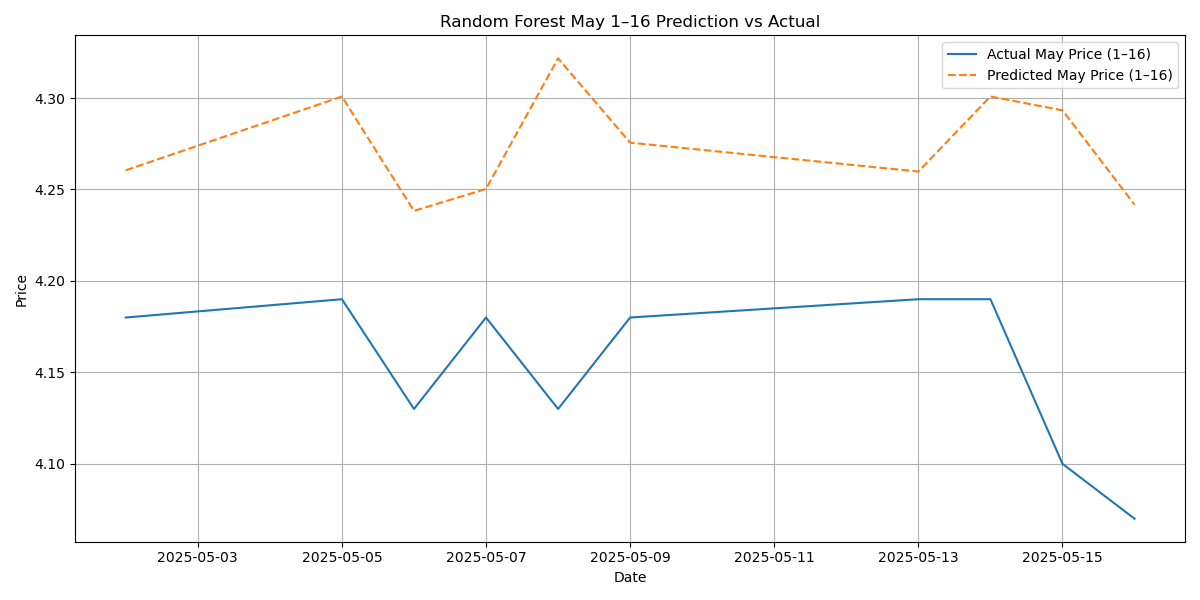 Random Forest May 1–16 Prediction vs Actual
Actual May Price (1–16)
Predicted May Price (1–16)
Price
4.30
4.25
4.20
4.15
4.10
2025-05-03 2025-05-05 2025-05-07 2025-05-09 2025-05-11 2025-05-13 2025-05-15
Date